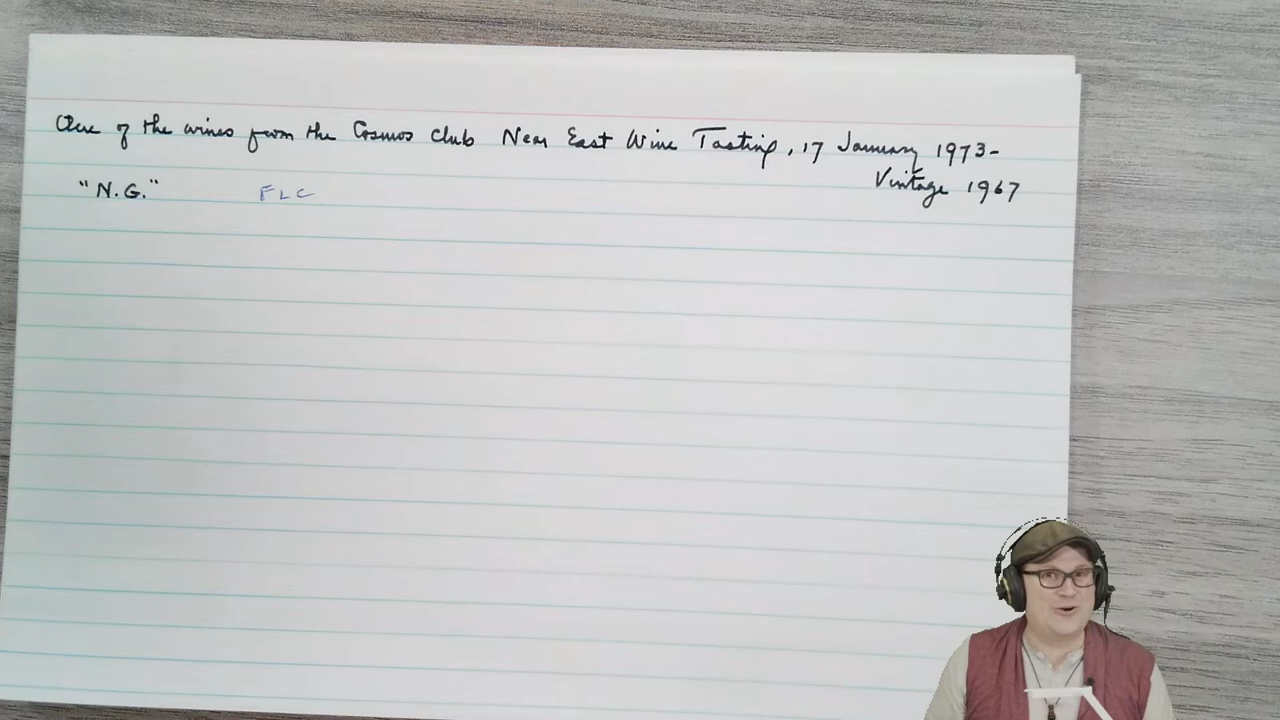 One of the wines from the Cosmos Club Near East Wine Tasting, 17 January 1973-
Vintage 1967
"N.G." FLC